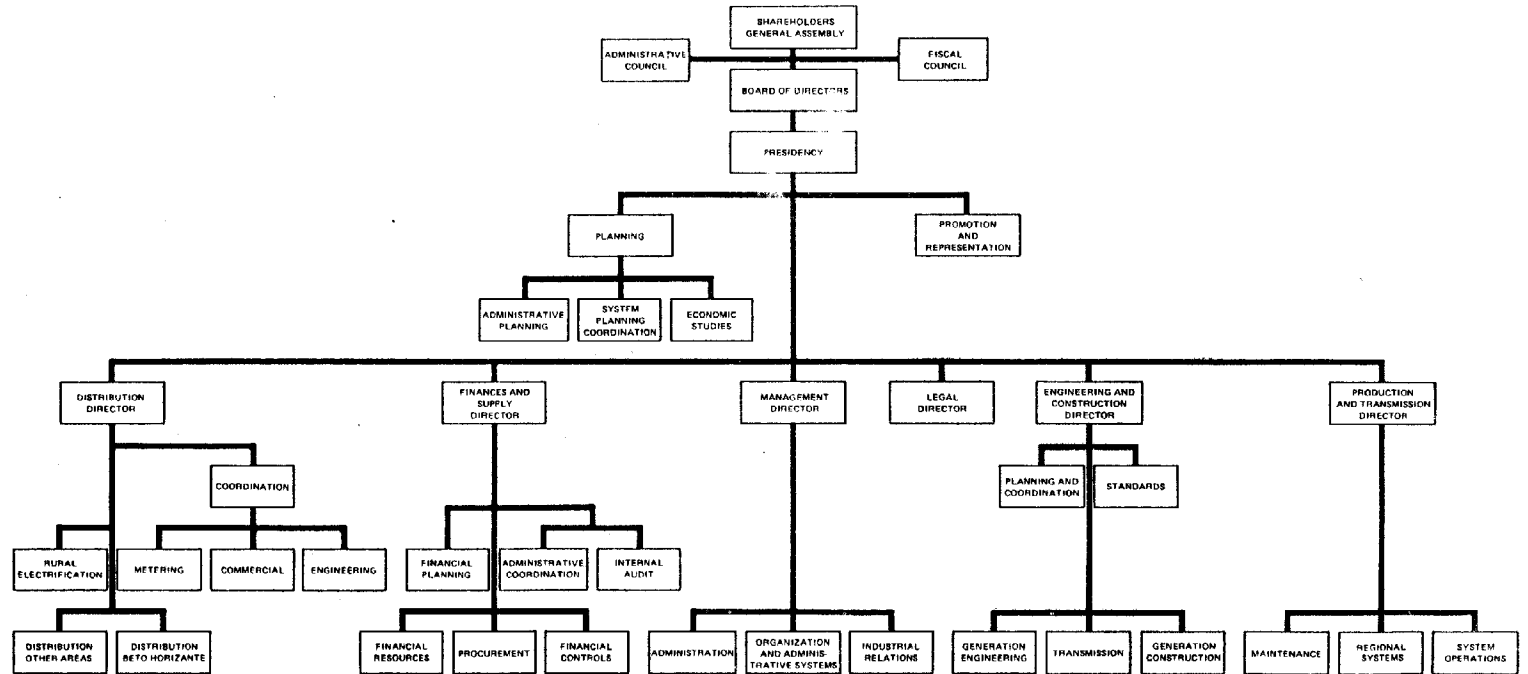 SHAREHOLDERS
GENERAL ASSEMBLY
ADMINISTRATIVE
COUNCIL
FISCAL
COUNCIL
BOARD OF DIRECTORS
PRESIDENCY
PLANNING
PROMOTION
AND
REPRESENTATION
ADMINISTRATIVE
PLANNING
SYSTEM
PLANNING
COORDINATION
ECONOMIC
STUDIES
DISTRIBUTION
DIRECTOR
FINANCES AND
SUPPLY
DIRECTOR
MANAGEMENT
DIRECTOR
LEGAL
DIRECTOR
ENGINEERING AND
CONSTRUCTION
DIRECTOR
PRODUCTION
AND TRANSMISSION
DIRECTOR
COORDINATION
PLANNING AND
COORDINATION
STANDARDS
RURAL
ELECTRIFICATION
METERING
COMMERCIAL
ENGINEERING
FINANCIAL
PLANNING
ADMINISTRATIVE
COORDINATION
INTERNAL
AUDIT
DISTRIBUTION
OTHER AREAS
DISTRIBUTION
BETO HORIZANTE
FINANCIAL
RESOURCES
PROCUREMENT
FINANCIAL
CONTROLS
ADMINISTRATION
ORGANIZATION
AND ADMINIS-
TRATIVE SYSTEMS
INDUSTRIAL
RELATIONS
GENERATION
ENGINEERING
TRANSMISSION
GENERATION
CONSTRUCTION
MAINTENANCE
REGIONAL
SYSTEMS
SYSTEM
OPERATIONS